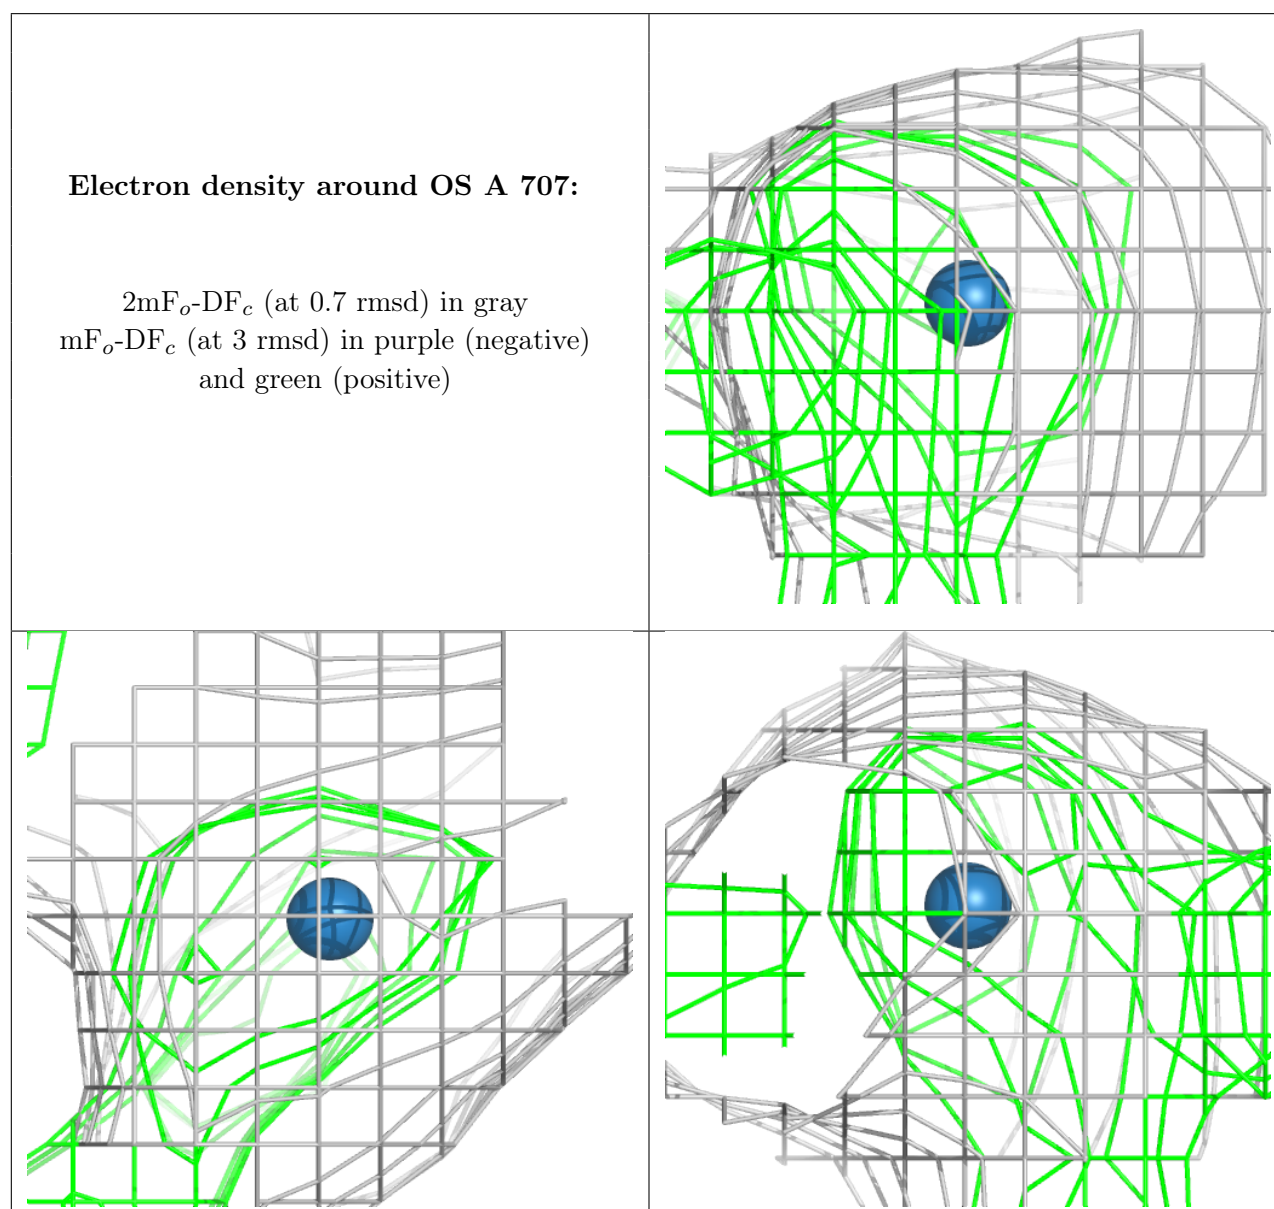 Electron density around OS A 707:
2mFo-DFc (at 0.7 rmsd) in gray
mFo-DFc (at 3 rmsd) in purple (negative)
and green (positive)